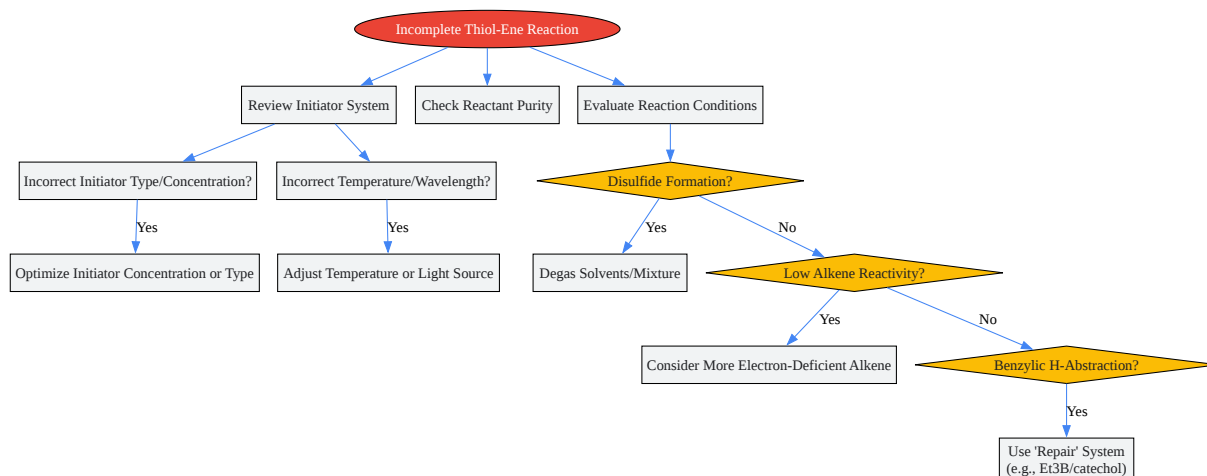 Incomplete Thiol-Ene Reaction
Review Initiator System
Check Reactant Purity
Evaluate Reaction Conditions
Incorrect Initiator Type/Concentration?
Incorrect Temperature/Wavelength?
Disulfide Formation?
Yes
Yes
Yes
No
Optimize Initiator Concentration or Type
Adjust Temperature or Light Source
Degas Solvents/Mixture
Low Alkene Reactivity?
Yes
No
Consider More Electron-Deficient Alkene
Benzylic H-Abstraction?
Yes
Use 'Repair' System
(e.g., Et3B/catechol)